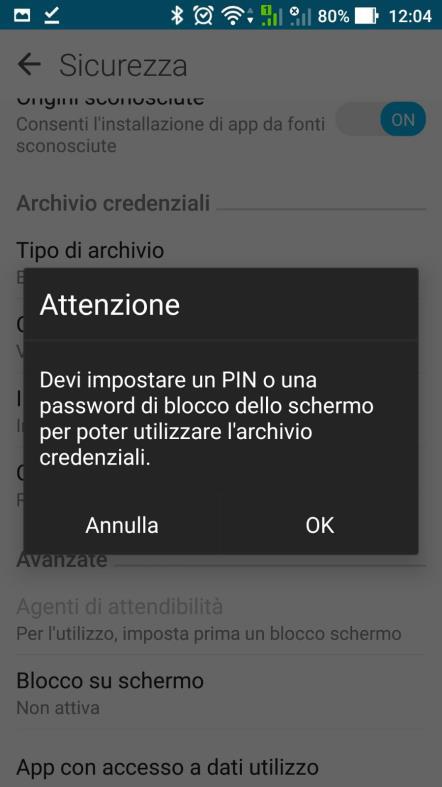 80% 12:04
Sicurezza
Origini sconosciute
ON
Consenti l'installazione di app da fonti
sconosciute
Archivio credenziali
Tipo di archivio
Attenzione
Devi impostare un PIN o una
password di blocco dello schermo
per poter utilizzare l'archivio
credenziali.
Annulla OK
Avanzate
Agenti di attendibilità
Per l'utilizzo, imposta prima un blocco schermo
Blocco su schermo
Non attiva
App con accesso a dati utilizzo